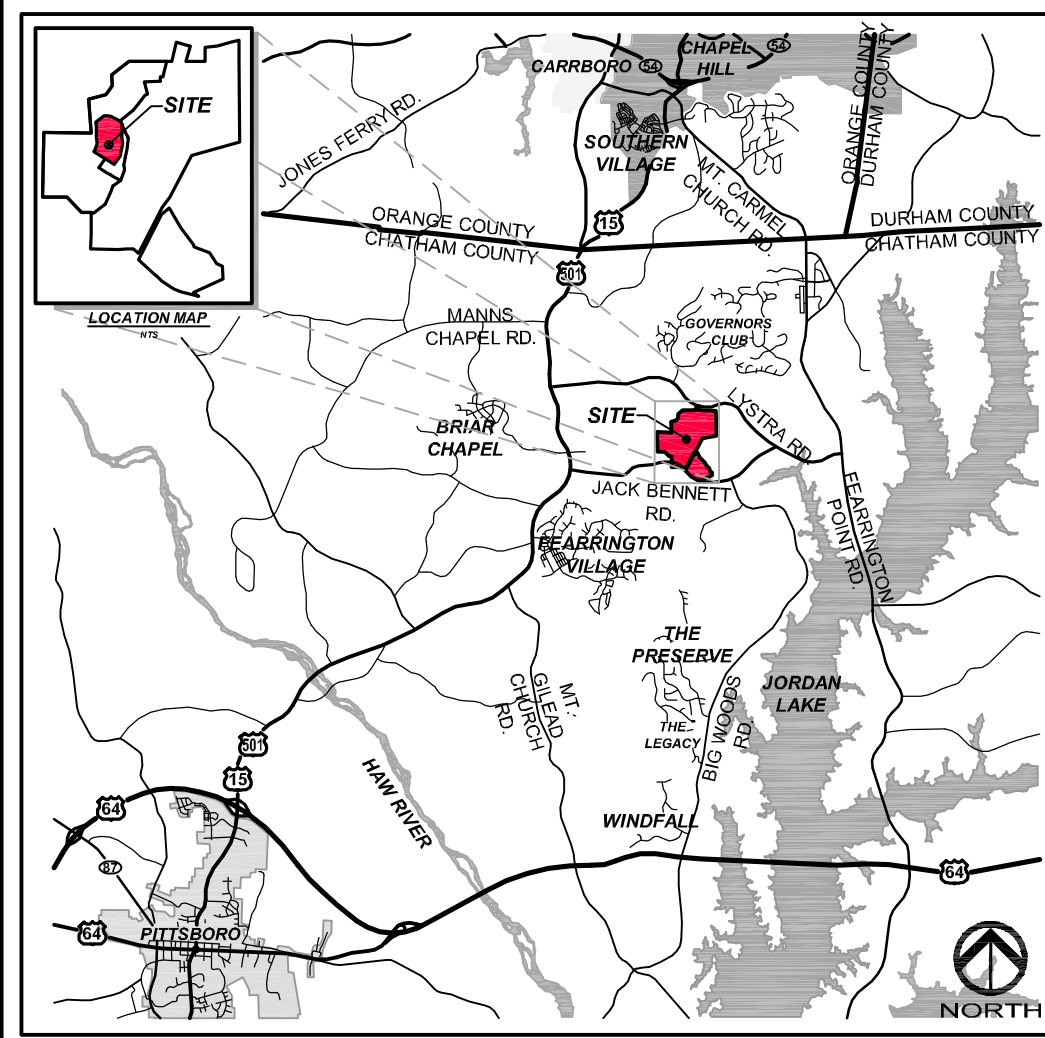 SITE
LOCATION MAP
NTS
CARRBORO
54
CHAPEL
HILL
54
ORANGE COUNTY
DURHAM COUNTY
JONES FERRY RD.
SOUTHERN
VILLAGE
MT. CARMEL
CHURCH RD.
ORANGE COUNTY
CHATHAM COUNTY
15
501
DURHAM COUNTY
CHATHAM COUNTY
MANNS
CHAPEL RD.
GOVERNORS
CLUB
BRIAR
CHAPEL
SITE
LYSTRA RD.
JACK BENNETT
RD.
FEARRINGTON
POINT RD.
FEARRINGTON
VILLAGE
THE
PRESERVE
MT.
GILEAD
CHURCH
RD.
THE
LEGACY
BIG WOODS
RD.
JORDAN
LAKE
HAW RIVER
WINDFALL
501
15
64
87
64
PITTSBORO
64
NORTH